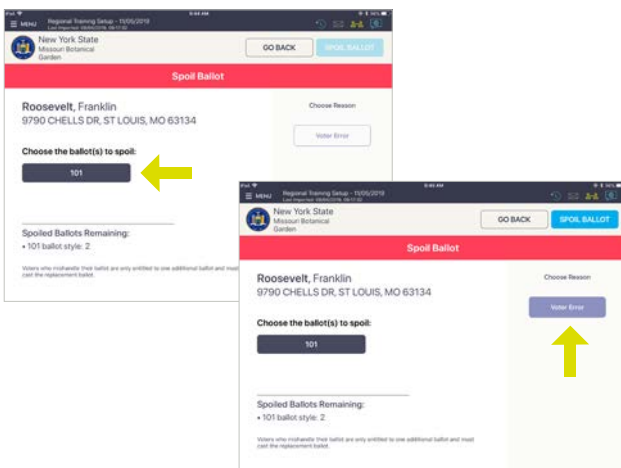 iPad 9:44 AM
MENU Regional Training Setup - 11/05/2019
New York State
Missouri Botanical
Garden
GO BACK SPOIL BALLOT
Spoil Ballot
Roosevelt, Franklin
9790 CHELLS DR, ST LOUIS, MO 63134
Choose Reason
Voter Error
Choose the ballot(s) to spoil:
101
Spoiled Ballots Remaining:
• 101 ballot style: 2
Voters who mishandle their ballot are only entitled to one additional ballot and must
cast the replacement ballot.
iPad
MENU Regional Training Setup - 11/05/2019
New York State
Missouri Botanical
Garden
GO BACK SPOIL BALLOT
Spoil Ballot
Roosevelt, Franklin
9790 CHELLS DR, ST LOUIS, MO 63134
Choose Reason
Voter Error
Choose the ballot(s) to spoil:
101
Spoiled Ballots Remaining:
• 101 ballot style: 2
Voters who mishandle their ballot are only entitled to one additional ballot and must
cast the replacement ballot.